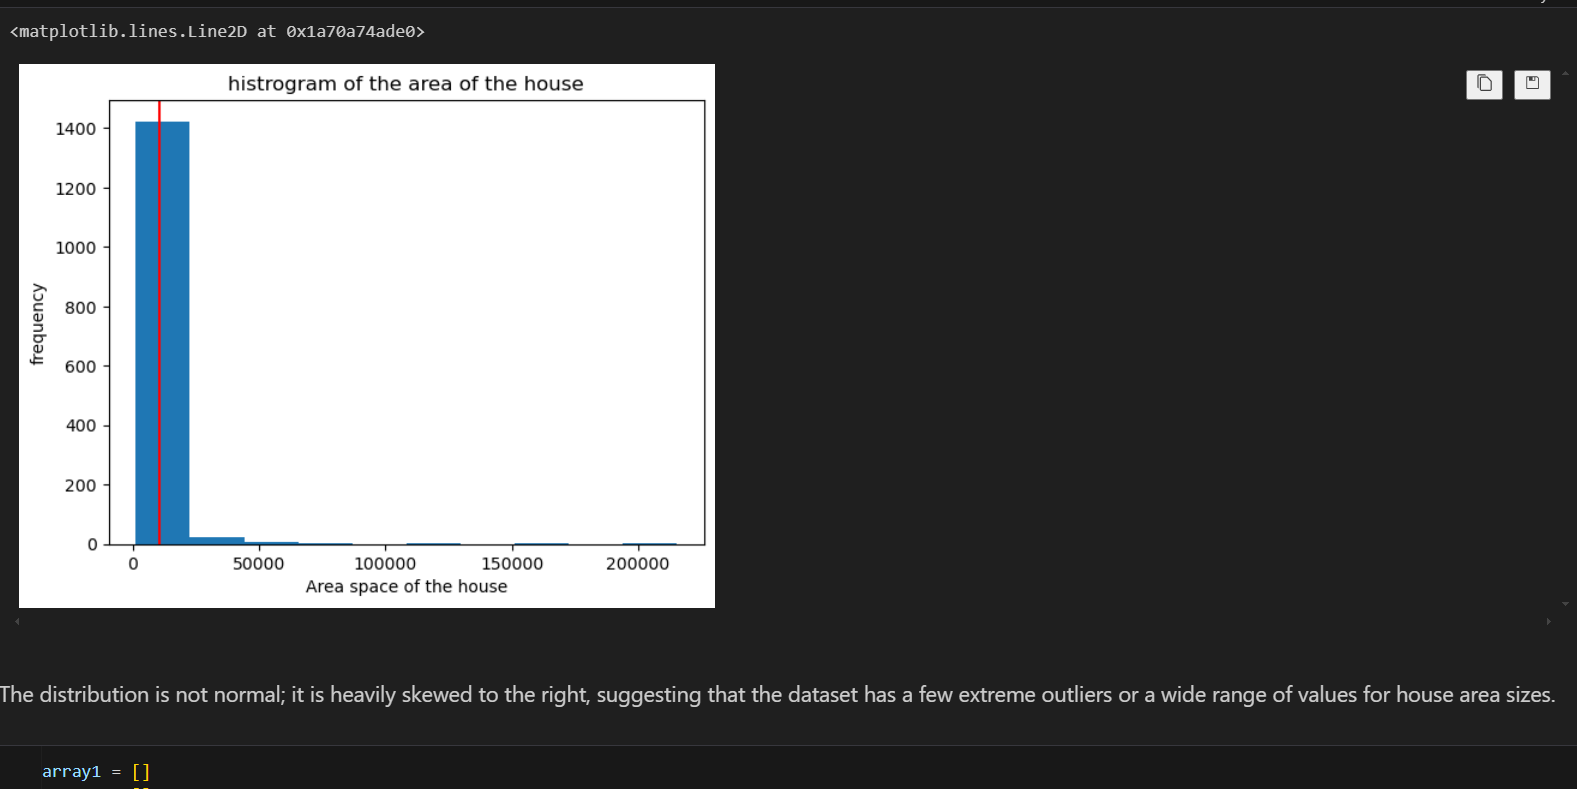 <matplotlib.lines.Line2D at 0x1a70a74ade0>
histrogram of the area of the house
1400
1200
1000
800
600
400
200
0
frequency
0 50000 100000 150000 200000
Area space of the house
The distribution is not normal; it is heavily skewed to the right, suggesting that the dataset has a few extreme outliers or a wide range of values for house area sizes.
array1 = []